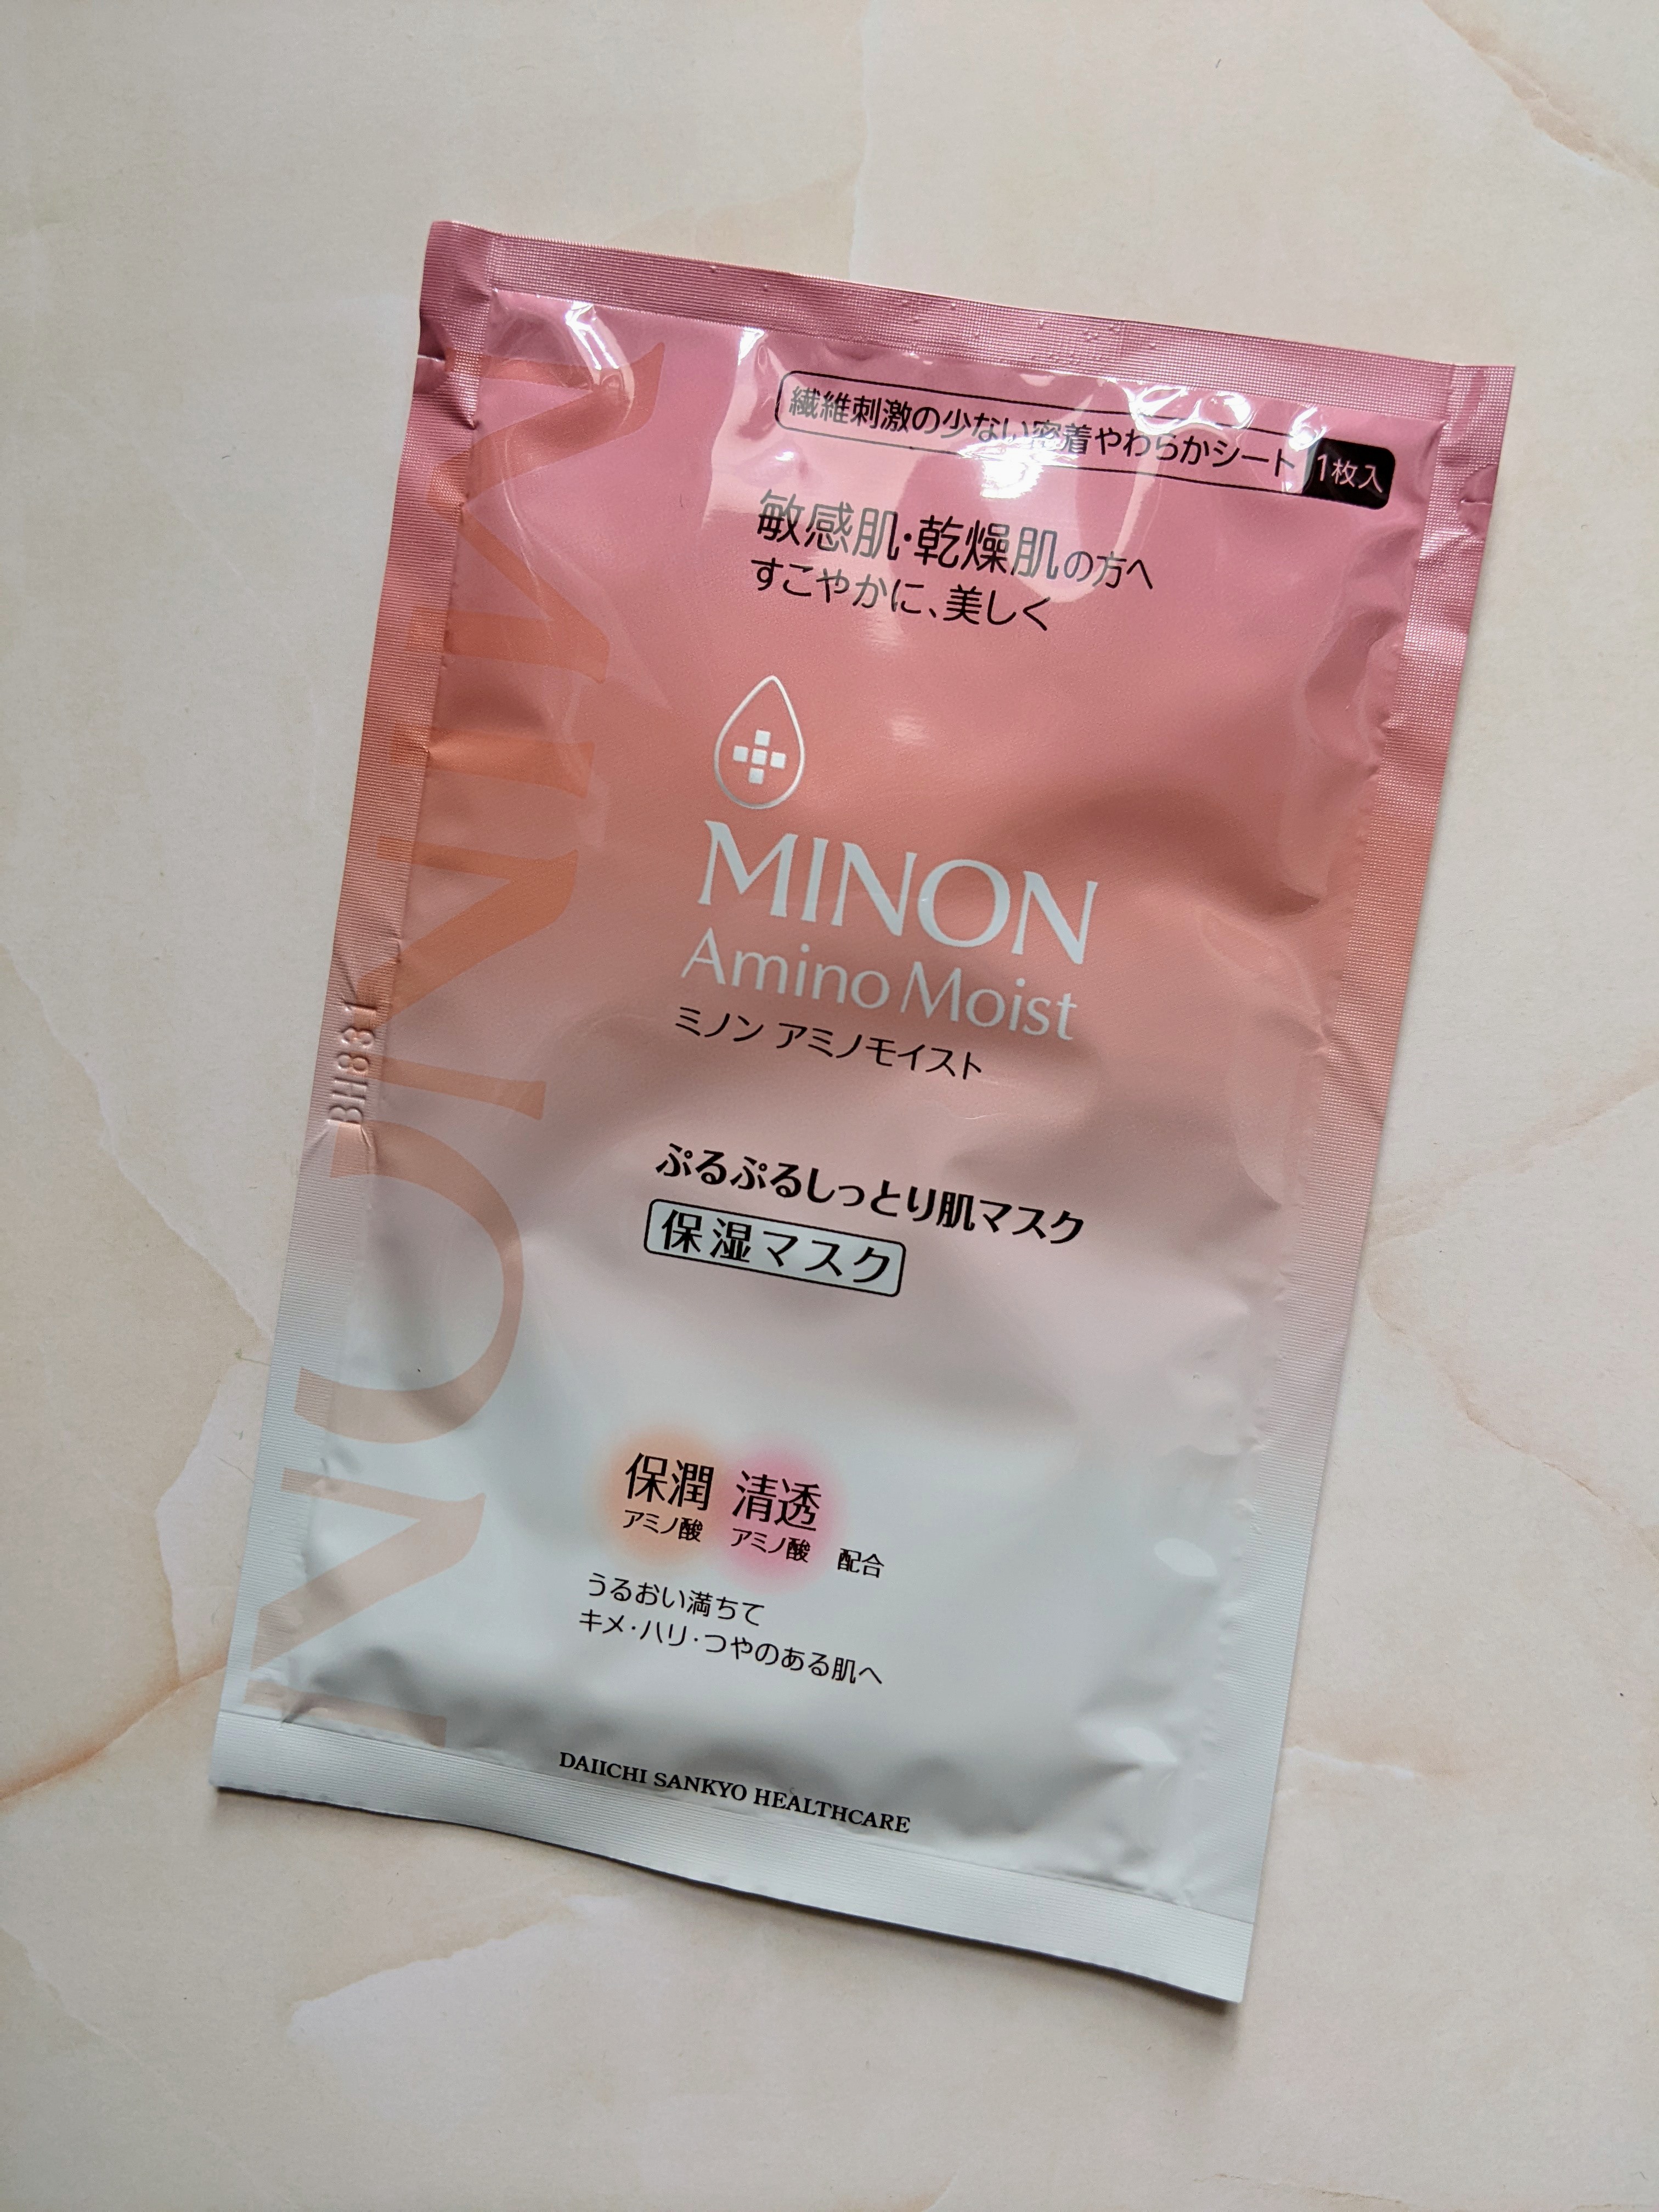 繊維刺激の少ない密着やわらかシート 1枚入
敏感肌・乾燥肌の方へ
すこやかに、美しく
MINON
Amino Moist
ミノン アミノモイスト
ぷるぷるしっとり肌マスク
保湿マスク
保潤 清透
アミノ酸 アミノ酸 配合
うるおい満ちて
キメ・ハリ・つやのある肌へ
DAIICHI SANKYO HEALTHCARE
MINON
BH831